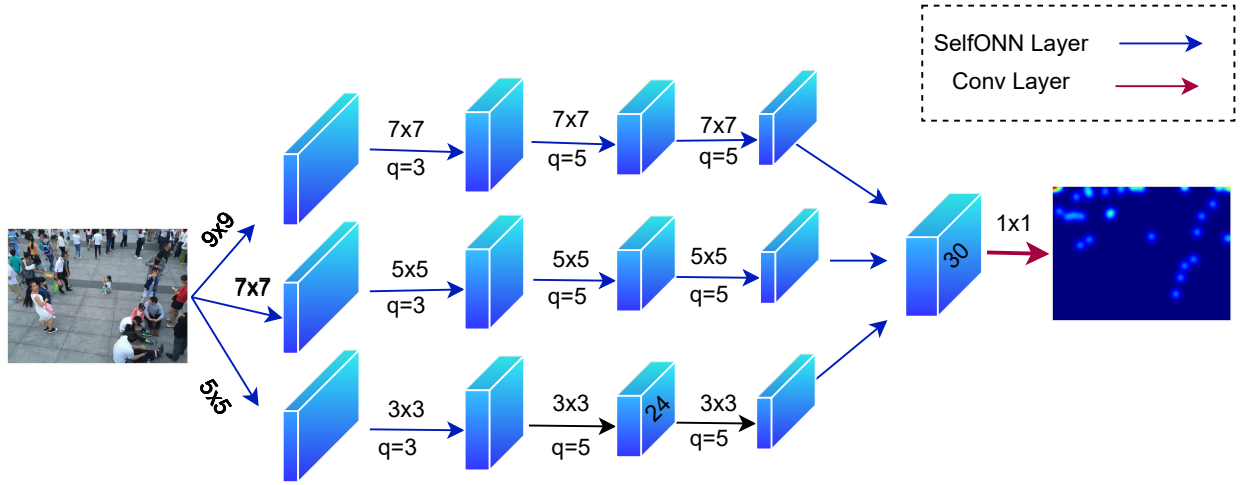 SelfONN Layer
Conv Layer
7x7
q=3
7x7
q=5
7x7
q=5
9x9
7x7
5x5
5x5
q=3
5x5
q=5
5x5
q=5
30
1x1
3x3
q=3
3x3
q=5
24
3x3
q=5